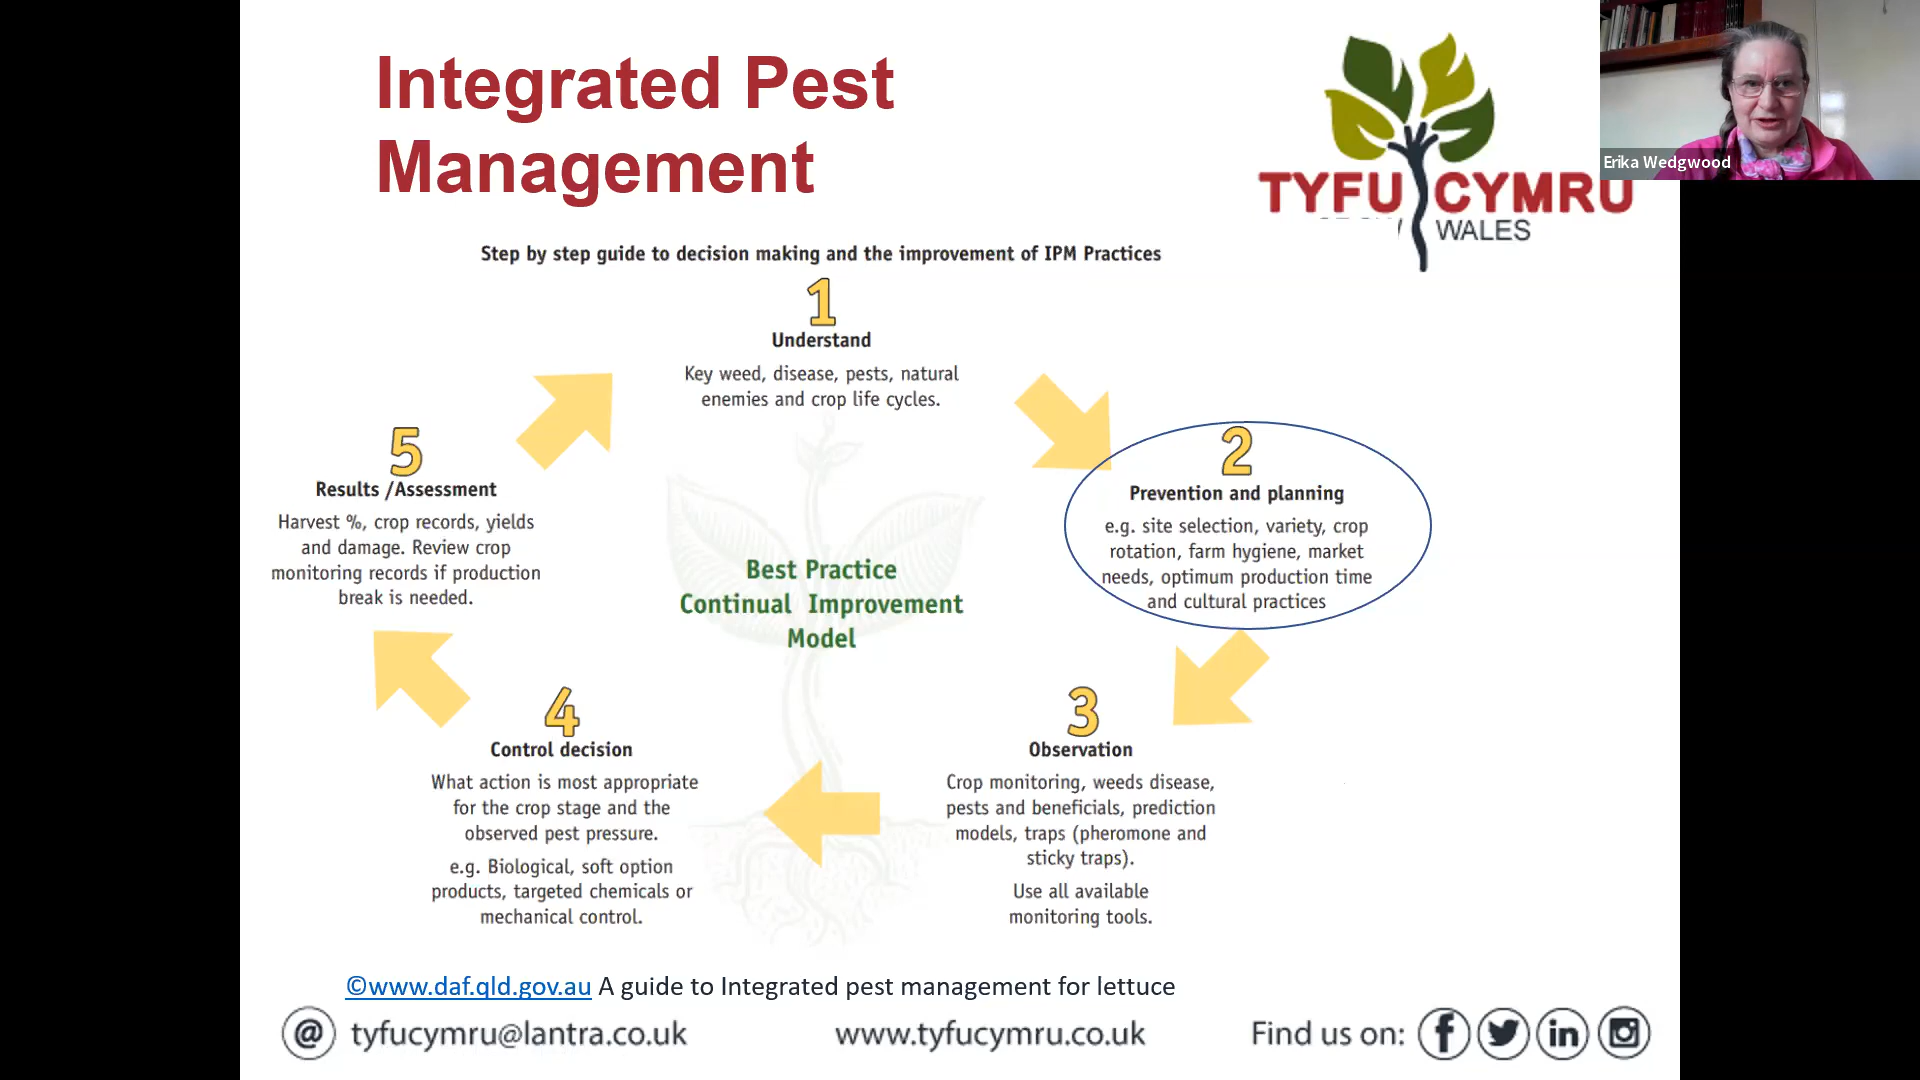 Integrated Pest
Management
TYFU CYMRU
WALES
Erika Wedgwood
Step by step guide to decision making and the improvement of IPM Practices
1
Understand
Key weed, disease, pests, natural
enemies and crop life cycles.
2
Prevention and planning
e.g. site selection, variety, crop
rotation, farm hygiene, market
needs, optimum production time
and cultural practices
3
Observation
Crop monitoring, weeds disease,
pests and beneficials, prediction
models, traps (pheromone and
sticky traps).
Use all available
monitoring tools.
4
Control decision
What action is most appropriate
for the crop stage and the
observed pest pressure.
e.g. Biological, soft option
products, targeted chemicals or
mechanical control.
5
Results /Assessment
Harvest %, crop records, yields
and damage. Review crop
monitoring records if production
break is needed.
Best Practice
Continual Improvement
Model
©www.daf.qld.gov.au A guide to Integrated pest management for lettuce
@ tyfucymru@lantra.co.uk www.tyfucymru.co.uk Find us on: